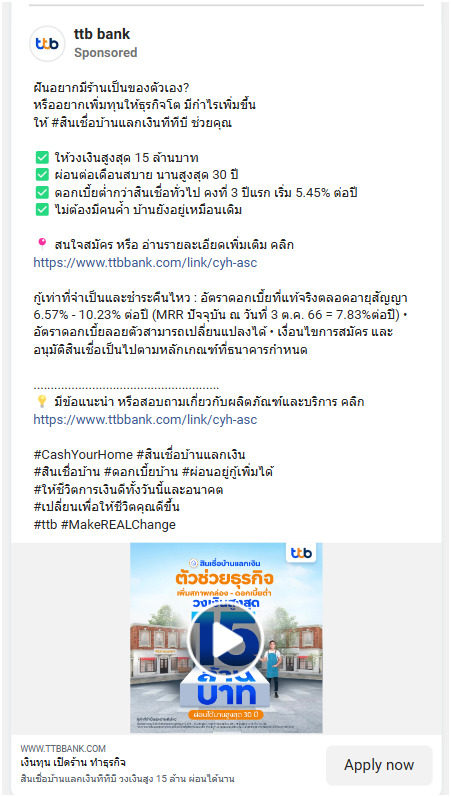 ttb
ttb bank
Sponsored
ฝันอยากมีร้านเป็นของตัวเอง?
หรืออยากเพิ่มทุนให้ธุรกิจโต มีกำไรเพิ่มขึ้น
ให้ #สินเชื่อบ้านแลกเงินทีทีบี ช่วยคุณ
✅ ให้วงเงินสูงสุด 15 ล้านบาท
✅ ผ่อนต่อเดือนสบาย นานสูงสุด 30 ปี
✅ ดอกเบี้ยต่ำกว่าสินเชื่อทั่วไป คงที่ 3 ปีแรก เริ่ม 5.45% ต่อปี
✅ ไม่ต้องมีคนค้ำ บ้านยังอยู่เหมือนเดิม
📍 สนใจสมัคร หรือ อ่านรายละเอียดเพิ่มเติม คลิก
https://www.ttbbank.com/link/cyh-asc
กู้เท่าที่จำเป็นและชำระคืนไหว : อัตราดอกเบี้ยที่แท้จริงตลอดอายุสัญญา
6.57% - 10.23% ต่อปี (MRR ปัจจุบัน ณ วันที่ 3 ต.ค. 66 = 7.83%ต่อปี) •
อัตราดอกเบี้ยลอยตัวสามารถเปลี่ยนแปลงได้ • เงื่อนไขการสมัคร และ
อนุมัติสินเชื่อเป็นไปตามหลักเกณฑ์ที่ธนาคารกำหนด
......................................................
💡 มีข้อแนะนำ หรือสอบถามเกี่ยวกับผลิตภัณฑ์และบริการ คลิก
https://www.ttbbank.com/link/cyh-asc
#CashYourHome #สินเชื่อบ้านแลกเงิน
#สินเชื่อบ้าน #ดอกเบี้ยบ้าน #ผ่อนอยู่กู้เพิ่มได้
#ให้ชีวิตการเงินดีทั้งวันนี้และอนาคต
#เปลี่ยนเพื่อให้ชีวิตคุณดีขึ้น
#ttb #MakeREALChange
ttb
สินเชื่อบ้านแลกเงิน
ตัวช่วยธุรกิจ
เพิ่มสภาพคล่อง - ดอกเบี้ยต่ำ
วงเงินสูงสุด
15
ล้าน
บาท
ผ่อนได้นานสูงสุด 30 ปี
WWW.TTBBANK.COM
เงินทุน เปิดร้าน ทำธุรกิจ
สินเชื่อบ้านแลกเงินทีทีบี วงเงินสูง 15 ล้าน ผ่อนได้นาน
Apply now